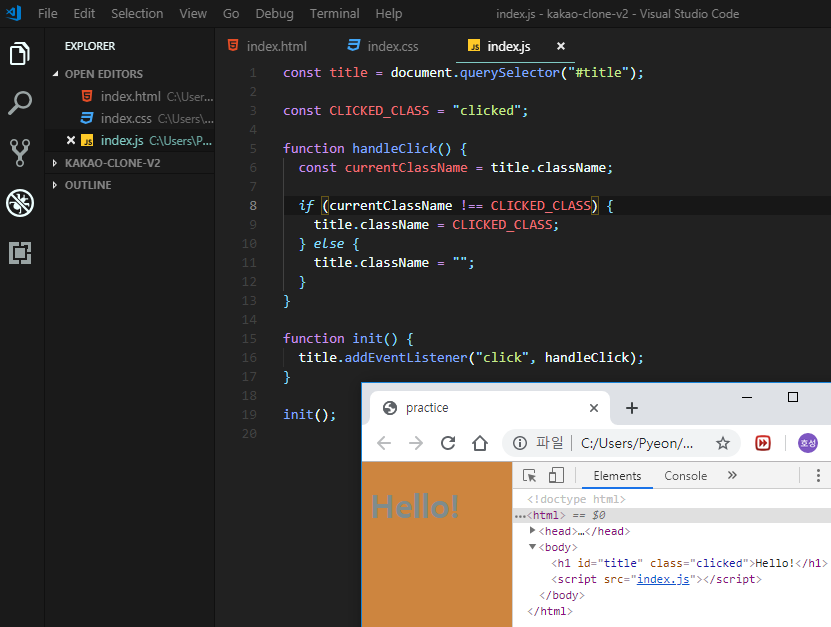 File Edit Selection View Go Debug Terminal Help index.js - kakao-clone-v2 - Visual Studio Code
EXPLORER
OPEN EDITORS
index.html C:\User...
index.css C:\Users\...
index.js C:\Users\P...
KAKAO-CLONE-V2
OUTLINE
index.html index.css JS index.js
1 const title = document.querySelector("#title");
2
3 const CLICKED_CLASS = "clicked";
4
5 function handleClick() {
6 const currentClassName = title.className;
7
8 if (currentClassName !== CLICKED_CLASS) {
9 title.className = CLICKED_CLASS;
10 } else {
11 title.className = "";
12 }
13 }
14
15 function init() {
16 title.addEventListener("click", handleClick);
17 }
18
19 init();
20
practice
파일 C:/Users/Pyeon/... 호성
Hello!
Elements Console
<!doctype html>
...<html> == $0
<head>…</head>
<body>
<h1 id="title" class="clicked">Hello!</h1>
<script src="index.js"></script>
</body>
</html>